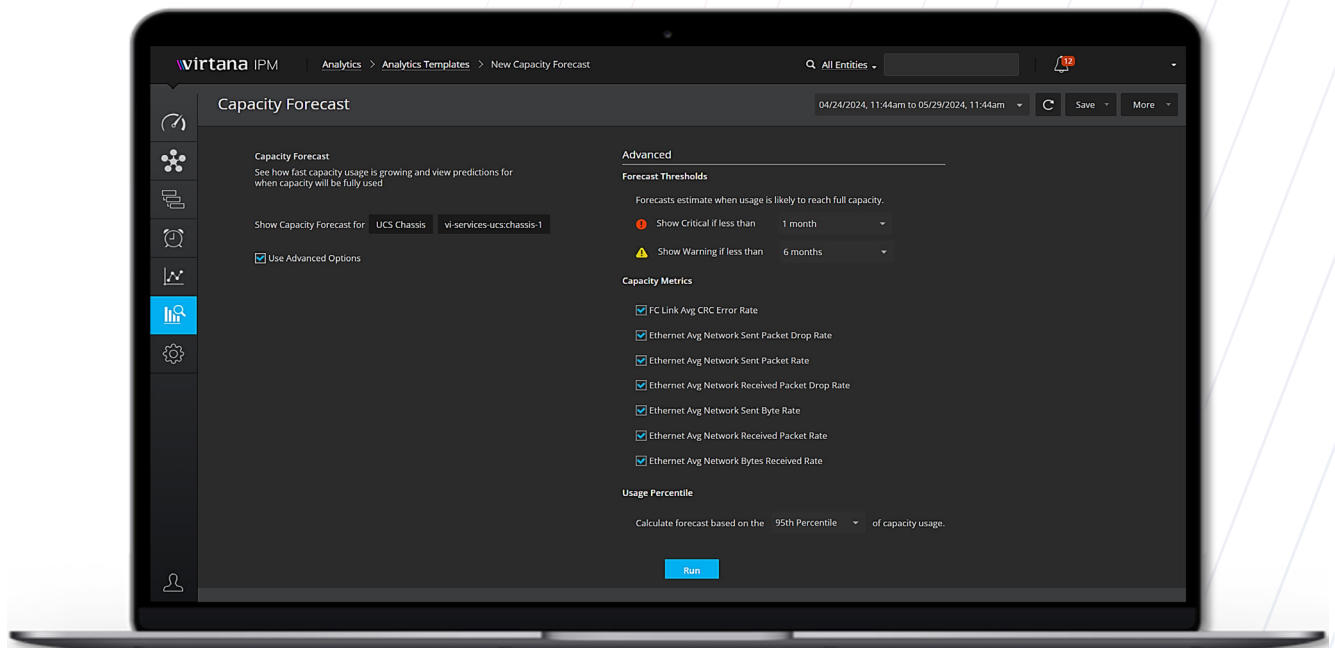 virtana IPM
Analytics > Analytics Templates > New Capacity Forecast
All Entities
12
Capacity Forecast
04/24/2024, 11:44am to 05/29/2024, 11:44am
Save
More
Capacity Forecast
See how fast capacity usage is growing and view predictions for
when capacity will be fully used
Show Capacity Forecast for UCS Chassis vi-services-ucs:chassis-1
Use Advanced Options
Advanced
Forecast Thresholds
Forecasts estimate when usage is likely to reach full capacity.
Show Critical if less than 1 month
Show Warning if less than 6 months
Capacity Metrics
FC Link Avg CRC Error Rate
Ethernet Avg Network Sent Packet Drop Rate
Ethernet Avg Network Sent Packet Rate
Ethernet Avg Network Received Packet Drop Rate
Ethernet Avg Network Sent Byte Rate
Ethernet Avg Network Received Packet Rate
Ethernet Avg Network Bytes Received Rate
Usage Percentile
Calculate forecast based on the 95th Percentile of capacity usage.
Run